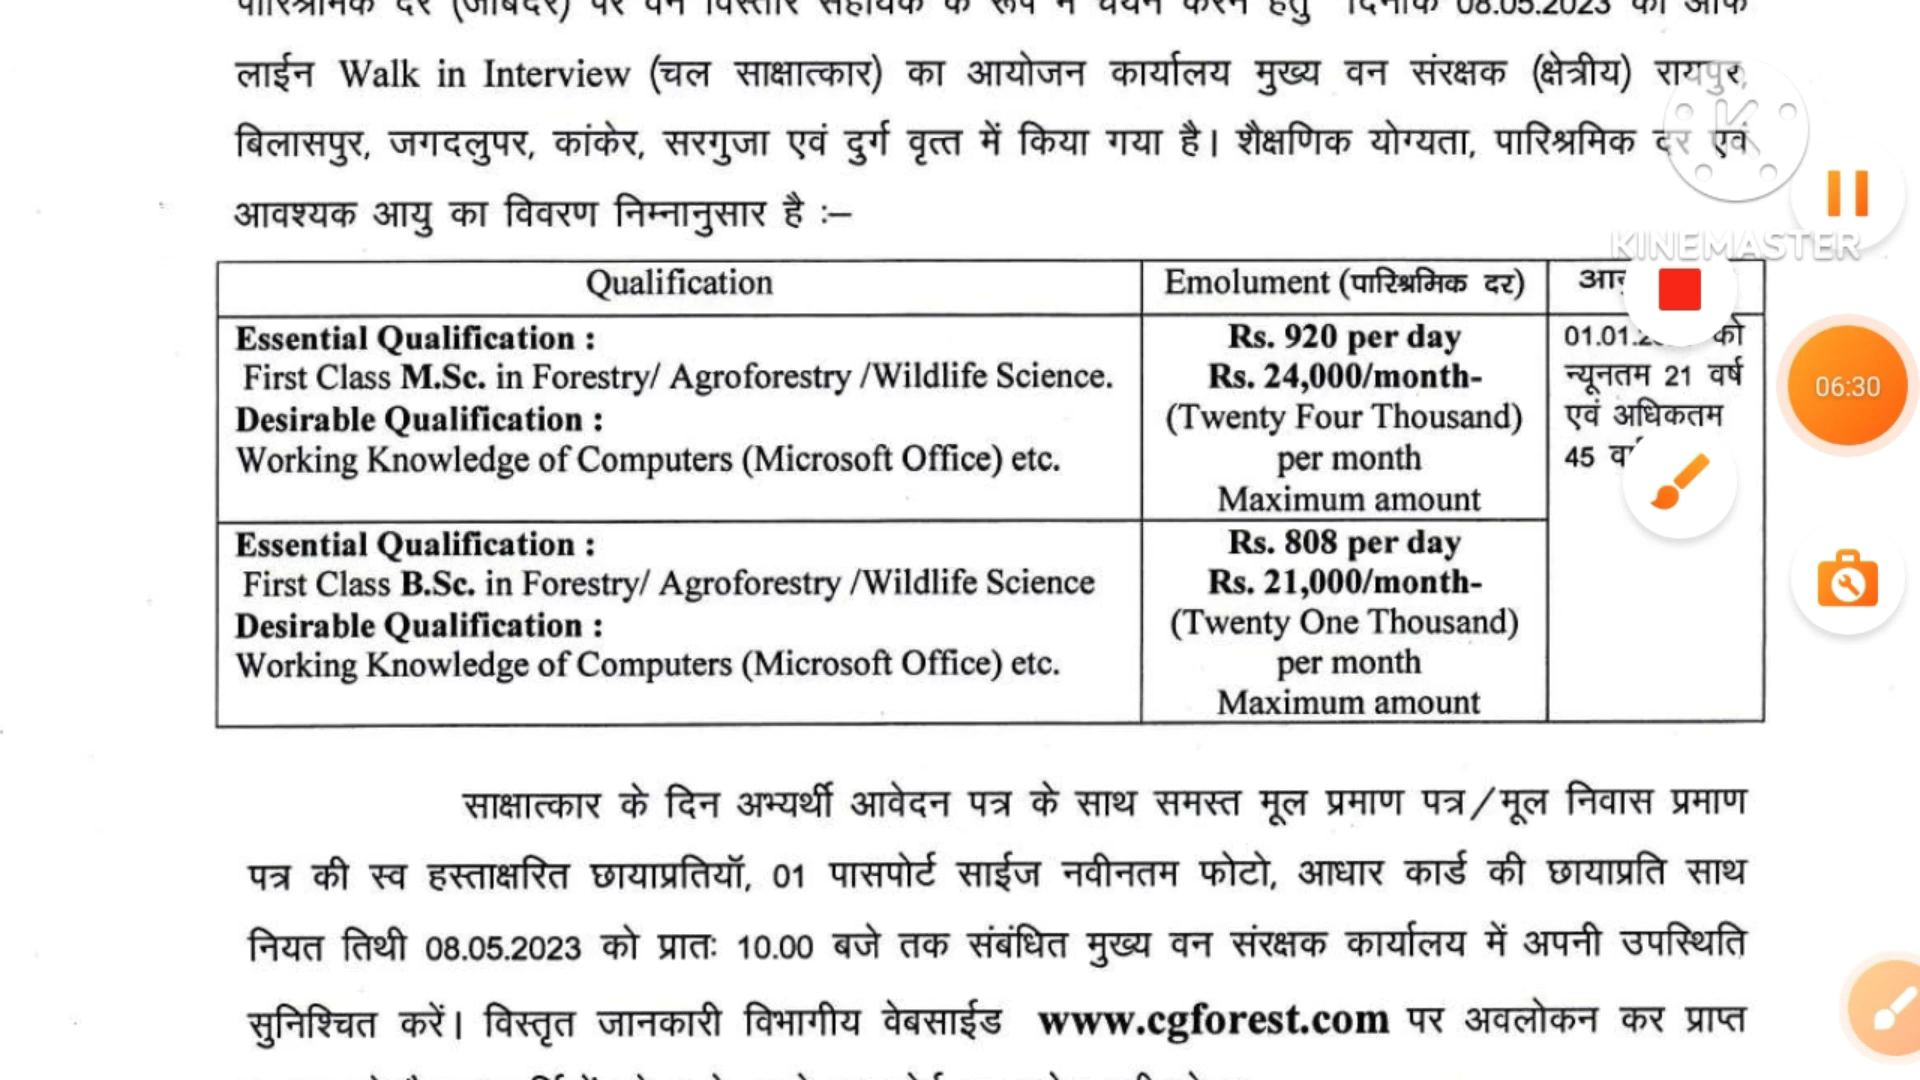 पारिश्रमिक दर (जॉबदर) पर वन विस्तार सहायक के रूप में चयन करने हेतु दिनांक 08.05.2023 को ऑफ
लाईन Walk in Interview (चल साक्षात्कार) का आयोजन कार्यालय मुख्य वन संरक्षक (क्षेत्रीय) रायपुर,
बिलासपुर, जगदलुपर, कांकेर, सरगुजा एवं दुर्ग वृत्त में किया गया है। शैक्षणिक योग्यता, पारिश्रमिक दर एवं
आवश्यक आयु का विवरण निम्नानुसार है :–
KINEMASTER
Qualification
Emolument (पारिश्रमिक दर)
Essential Qualification :
First Class M.Sc. in Forestry/ Agroforestry /Wildlife Science.
Desirable Qualification :
Working Knowledge of Computers (Microsoft Office) etc.
Rs. 920 per day
Rs. 24,000/month-
(Twenty Four Thousand)
per month
Maximum amount
को
न्यूनतम 21 वर्ष
एवं अधिकतम
45
06:30
Essential Qualification :
First Class B.Sc. in Forestry/ Agroforestry /Wildlife Science
Desirable Qualification :
Working Knowledge of Computers (Microsoft Office) etc.
Rs. 808 per day
Rs. 21,000/month-
(Twenty One Thousand)
per month
Maximum amount
साक्षात्कार के दिन अभ्यर्थी आवेदन पत्र के साथ समस्त मूल प्रमाण पत्र/मूल निवास प्रमाण
पत्र की स्व हस्ताक्षरित छायाप्रतियॉ, 01 पासपोर्ट साईज नवीनतम फोटो, आधार कार्ड की छायाप्रति साथ
नियत तिथी 08.05.2023 को प्रातः 10.00 बजे तक संबंधित मुख्य वन संरक्षक कार्यालय में अपनी उपस्थिति
सुनिश्चित करें। विस्तृत जानकारी विभागीय वेबसाईड www.cgforest.com पर अवलोकन कर प्राप्त